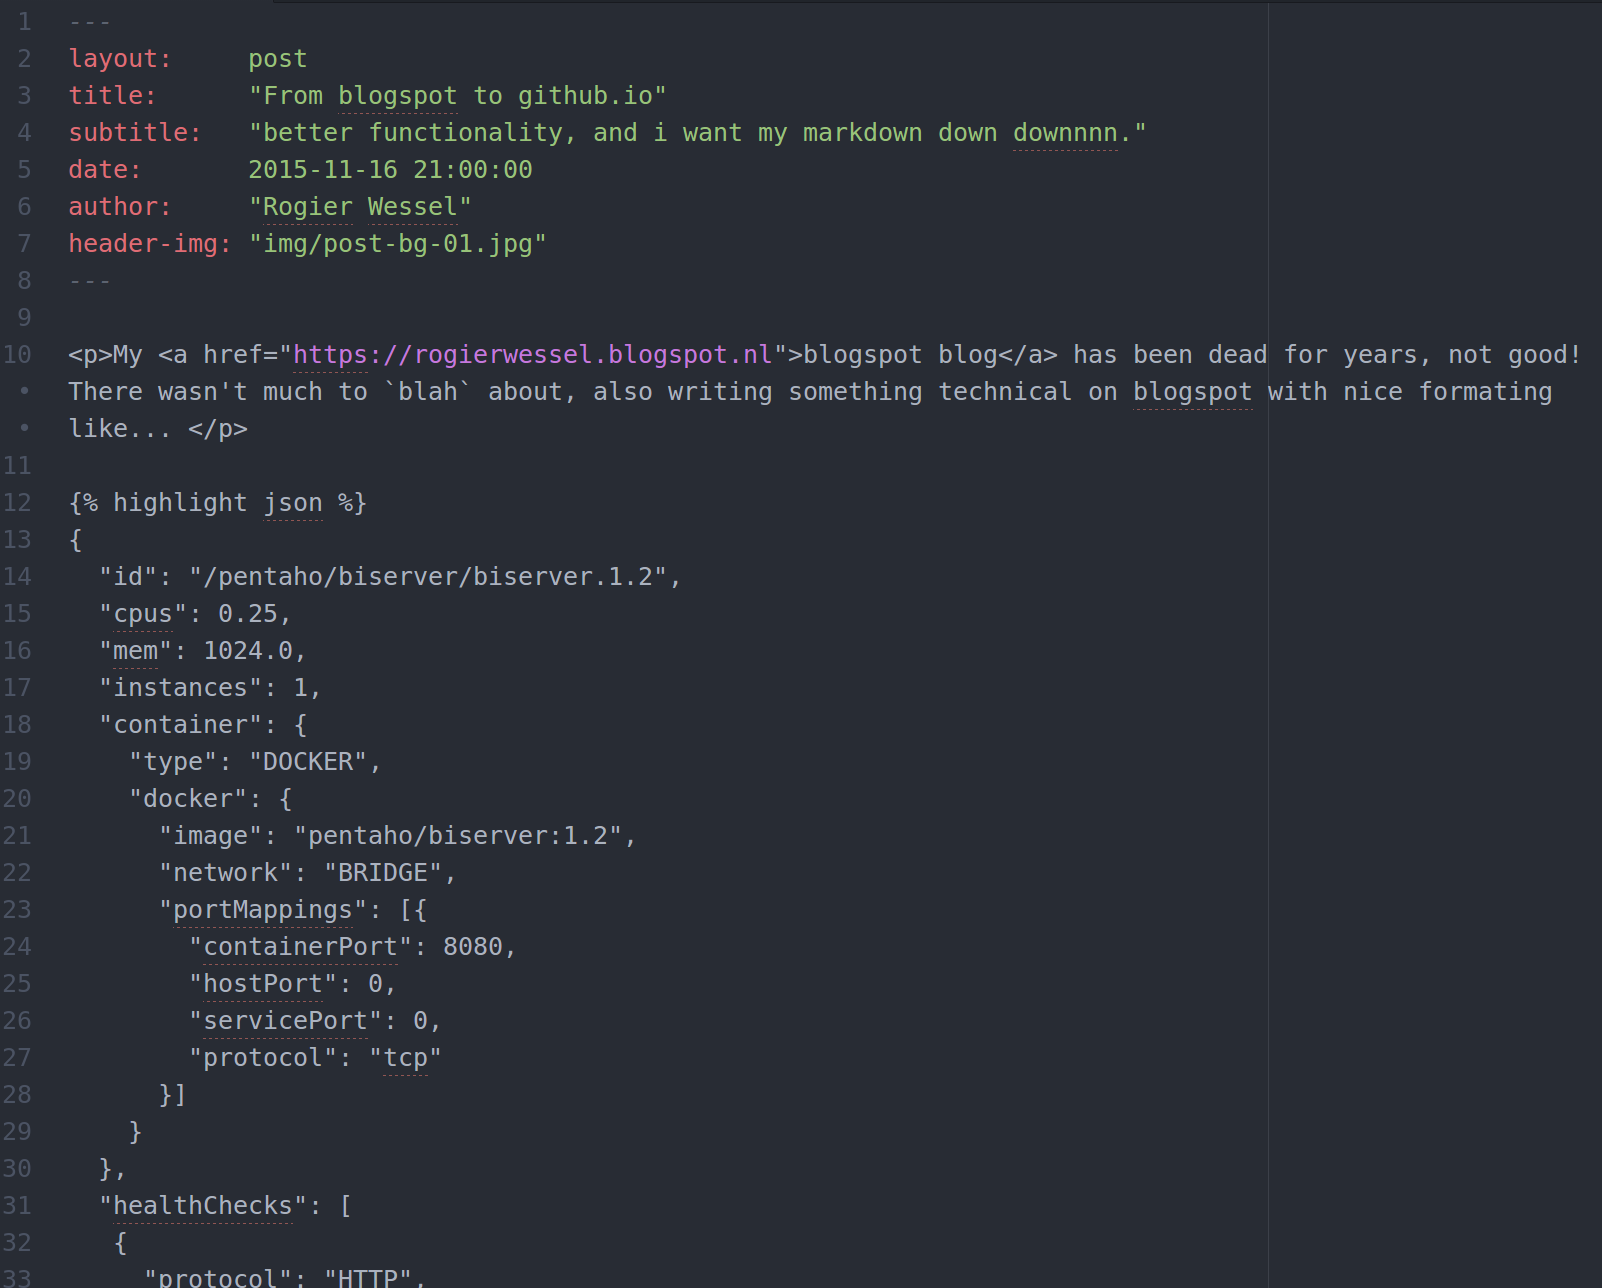 1 ---
2 layout:     post
3 title:      "From blogspot to github.io"
4 subtitle:   "better functionality, and i want my markdown down downnnn."
5 date:       2015-11-16 21:00:00
6 author:     "Rogier Wessel"
7 header-img: "img/post-bg-01.jpg"
8 ---
9
10 <p>My <a href="https://rogierwessel.blogspot.nl">blogspot blog</a> has been dead for years, not good!
• There wasn't much to `blah` about, also writing something technical on blogspot with nice formating
• like... </p>
11
12 {% highlight json %}
13 {
14   "id": "/pentaho/biserver/biserver.1.2",
15   "cpus": 0.25,
16   "mem": 1024.0,
17   "instances": 1,
18   "container": {
19     "type": "DOCKER",
20     "docker": {
21       "image": "pentaho/biserver:1.2",
22       "network": "BRIDGE",
23       "portMappings": [{
24         "containerPort": 8080,
25         "hostPort": 0,
26         "servicePort": 0,
27         "protocol": "tcp"
28       }]
29     }
30   },
31   "healthChecks": [
32    {
33      "protocol": "HTTP",